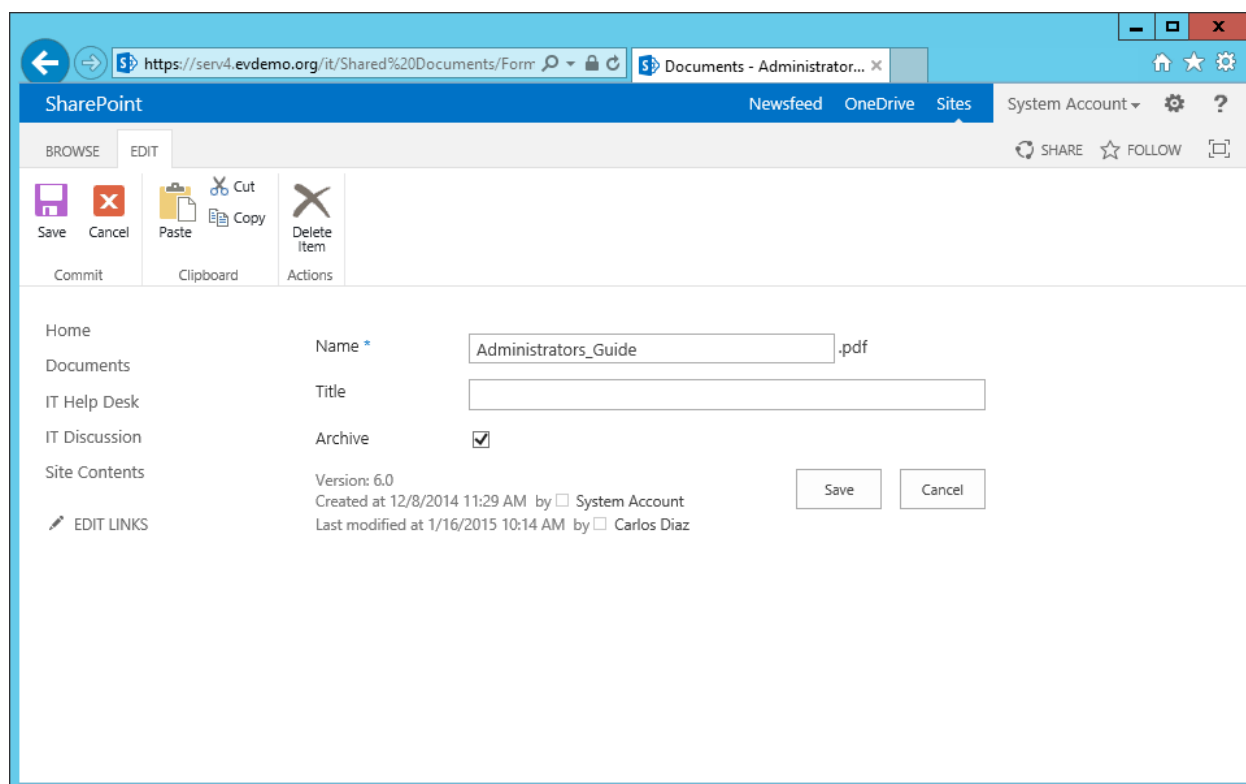 https://serv4.evdemo.org/it/Shared%20Documents/Form
Documents - Administrator...
SharePoint
Newsfeed OneDrive Sites System Account ?
BROWSE EDIT SHARE FOLLOW
Save Cancel Paste Cut Copy Delete Item
Commit Clipboard Actions
Home
Documents
IT Help Desk
IT Discussion
Site Contents
EDIT LINKS
Name * Administrators_Guide .pdf
Title
Archive
Version: 6.0
Created at 12/8/2014 11:29 AM by System Account
Last modified at 1/16/2015 10:14 AM by Carlos Diaz
Save Cancel